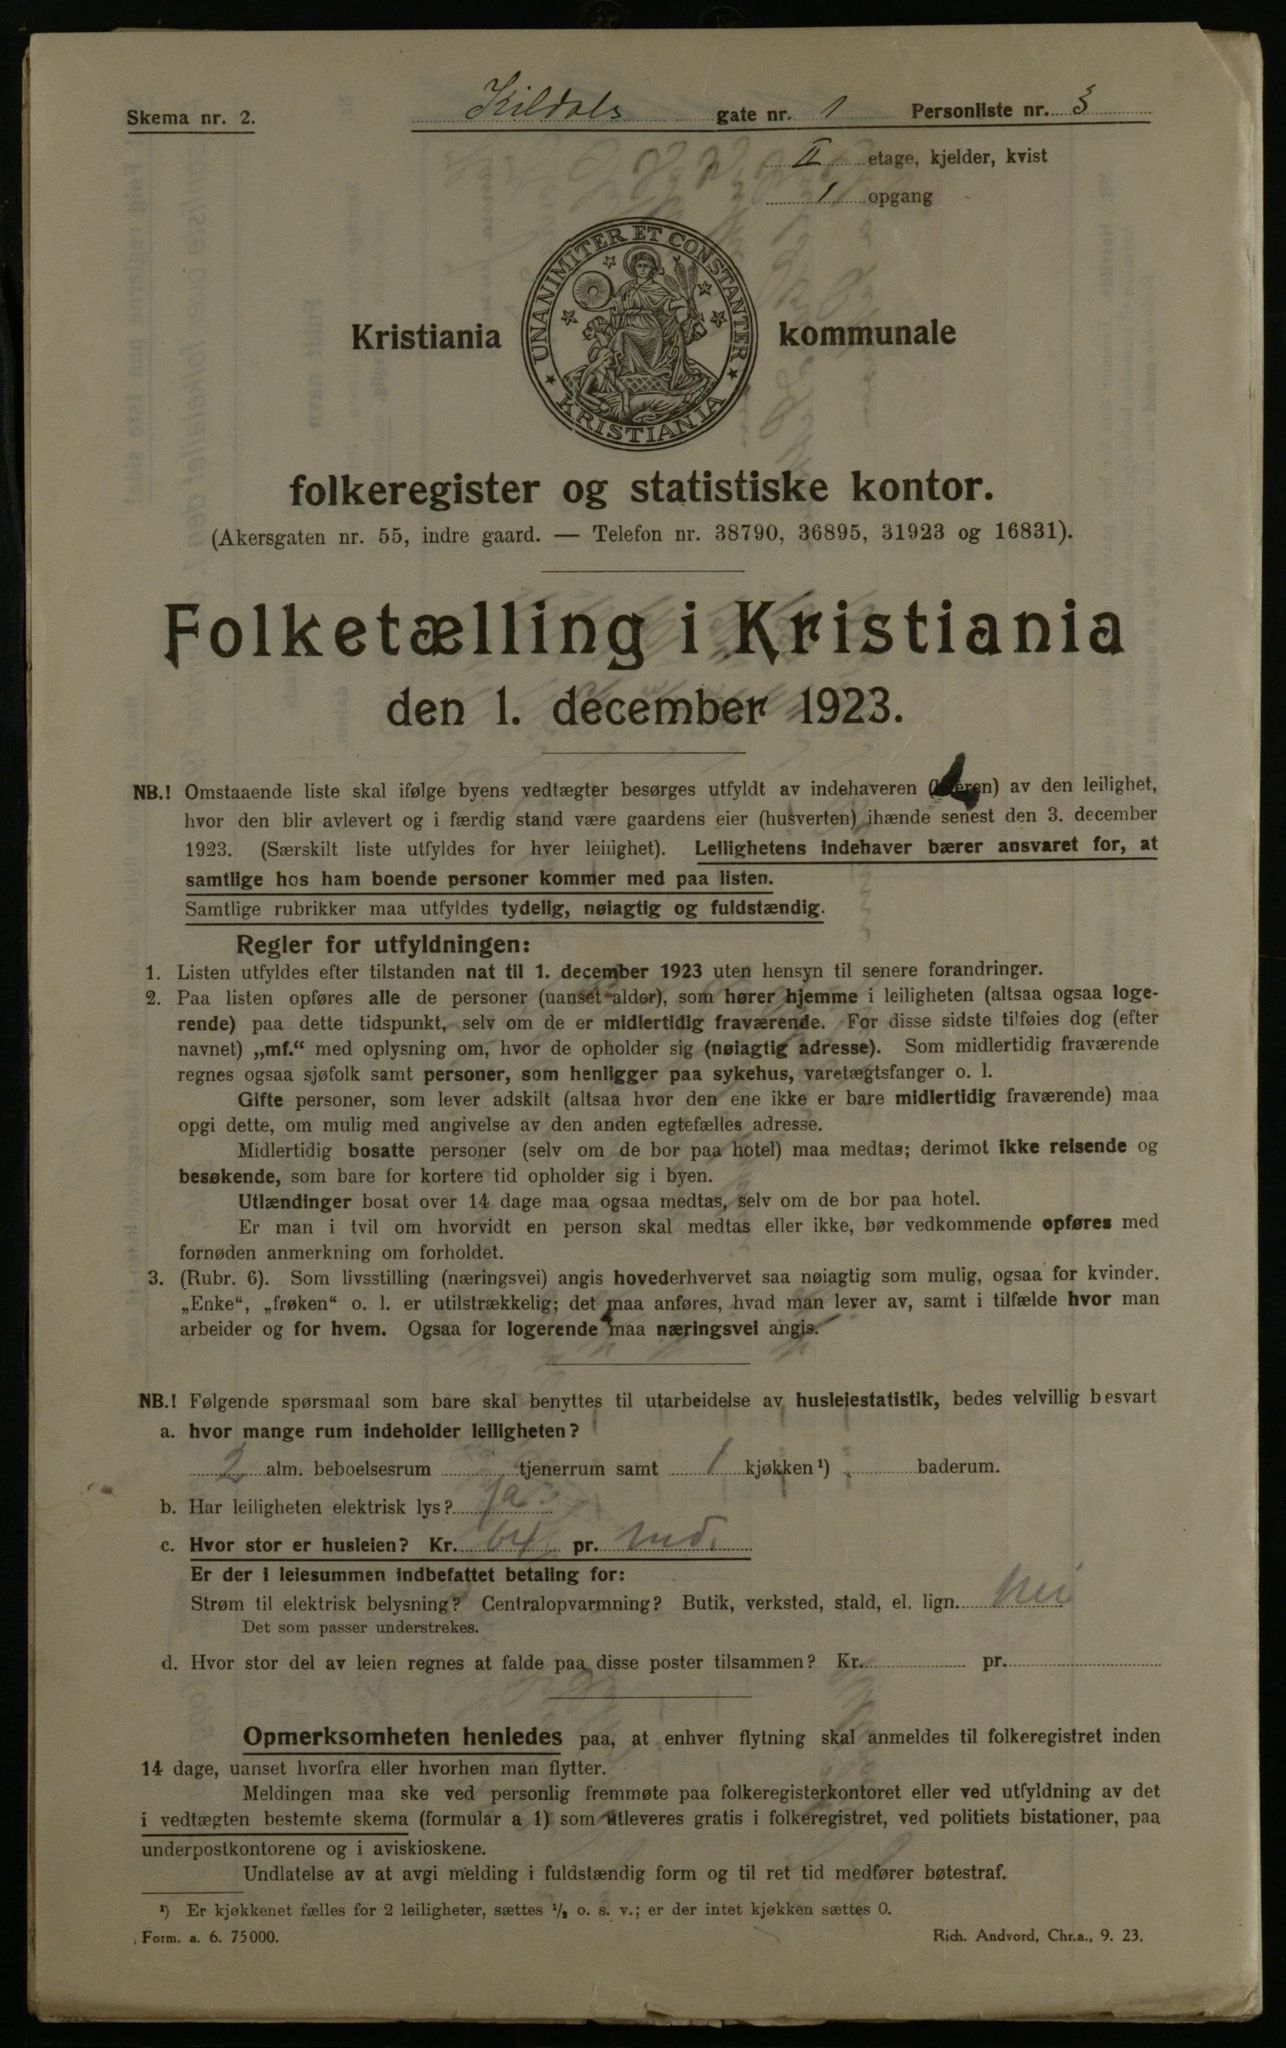 Skema nr. 2.
Kildals gate nr. 1 Personliste nr. 3
II etage, kjelder, kvist
1 opgang
UNANIMITER ET CONSTANTER
KRISTIANIA
Kristiania kommunale
folkeregister og statistiske kontor.
(Akersgaten nr. 55, indre gaard. — Telefon nr. 38790, 36895, 31923 og 16831).
Folketælling i Kristiania
den 1. december 1923.
NB.! Omstaaende liste skal ifølge byens vedtægter besørges utfyldt av indehaveren (leieren) av den leilighet,
hvor den blir avlevert og i færdig stand være gaardens eier (husverten) ihænde senest den 3. december
1923. (Særskilt liste utfyldes for hver leilighet). Leilighetens indehaver bærer ansvaret for, at
samtlige hos ham boende personer kommer med paa listen.
Samtlige rubrikker maa utfyldes tydelig, nøiagtig og fuldstændig.
Regler for utfyldningen:
1. Listen utfyldes efter tilstanden nat til 1. december 1923 uten hensyn til senere forandringer.
2. Paa listen opføres alle de personer (uanset alder), som hører hjemme i leiligheten (altsaa ogsaa loge-
rende) paa dette tidspunkt, selv om de er midlertidig fraværende. For disse sidste tilføies dog (efter
navnet) „mf.“ med oplysning om, hvor de opholder sig (nøiagtig adresse). Som midlertidig fraværende
regnes ogsaa sjøfolk samt personer, som henligger paa sykehus, varetægtsfanger o. l.
Gifte personer, som lever adskilt (altsaa hvor den ene ikke er bare midlertidig fraværende) maa
opgi dette, om mulig med angivelse av den anden egtefælles adresse.
Midlertidig bosatte personer (selv om de bor paa hotel) maa medtas; derimot ikke reisende og
besøkende, som bare for kortere tid opholder sig i byen.
Utlændinger bosat over 14 dage maa ogsaa medtas, selv om de bor paa hotel.
Er man i tvil om hvorvidt en person skal medtas eller ikke, bør vedkommende opføres med
fornøden anmerkning om forholdet.
3. (Rubr. 6). Som livsstilling (næringsvei) angis hovederhvervet saa nøiagtig som mulig, ogsaa for kvinder.
„Enke“, „frøken“ o. l. er utilstrækkelig; det maa anføres, hvad man lever av, samt i tilfælde hvor man
arbeider og for hvem. Ogsaa for logerende maa næringsvei angis.
NB.! Følgende spørsmaal som bare skal benyttes til utarbeidelse av husleiestatistik, bedes velvillig besvart
a. hvor mange rum indeholder leiligheten?
2 alm. beboelsesrum tjenerrum samt 1 kjøkken ¹) baderum.
b. Har leiligheten elektrisk lys? ja
c. Hvor stor er husleien? Kr. 64 pr. Md.
Er der i leiesummen indbefattet betaling for:
Strøm til elektrisk belysning? Centralopvarmning? Butik, verksted, stald, el. lign. Nei
Det som passer understrekes.
d. Hvor stor del av leien regnes at falde paa disse poster tilsammen? Kr. pr.
Opmerksomheten henledes paa, at enhver flytning skal anmeldes til folkeregistret inden
14 dage, uanset hvorfra eller hvorhen man flytter.
Meldingen maa ske ved personlig fremmøte paa folkeregisterkontoret eller ved utfyldning av det
i vedtægten bestemte skema (formular a 1) som utleveres gratis i folkeregistret, ved politiets bistationer, paa
underpostkontorene og i aviskioskene.
Undlatelse av at avgi melding i fuldstændig form og til ret tid medfører bøtestraf.
¹) Er kjøkkenet fælles for 2 leiligheter, sættes ½ o. s. v.; er der intet kjøkken sættes 0.
Form. a. 6. 75000. Rich. Andvord, Chr.a., 9. 23.